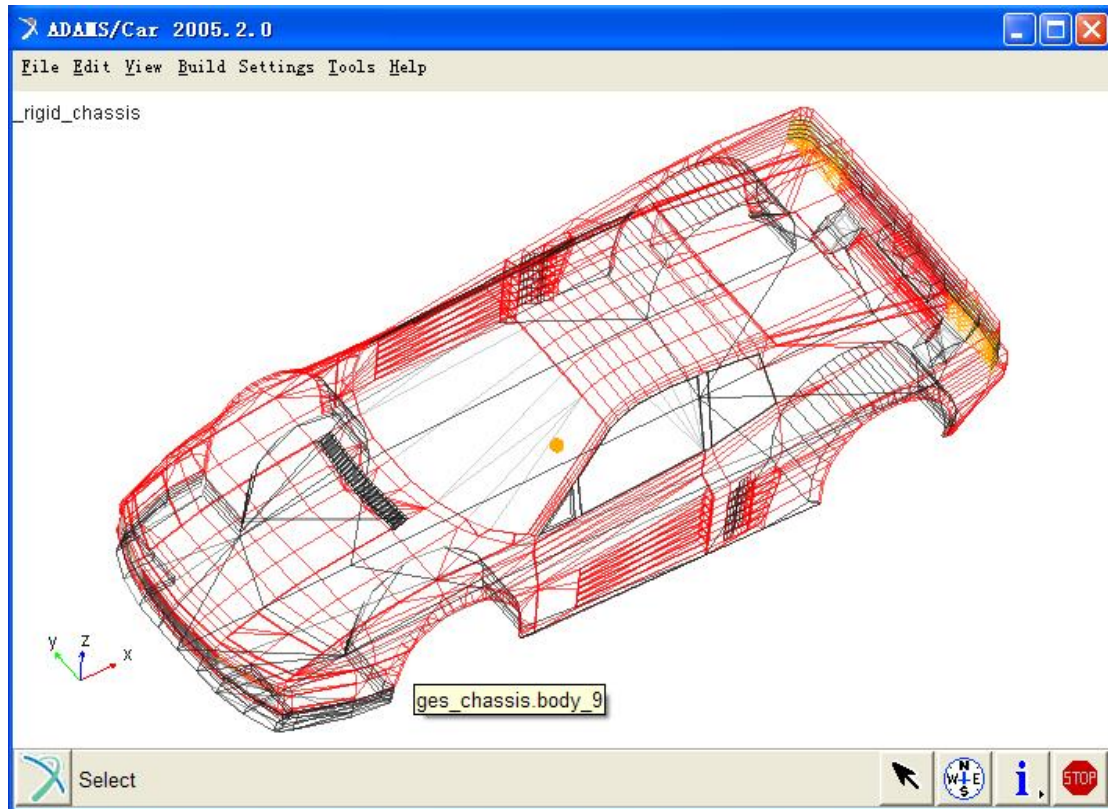 ADAMS/Car 2005.2.0
File Edit View Build Settings Tools Help
_rigid_chassis
y z x
ges_chassis.body_9
Select
N
W E
S
i
STOP